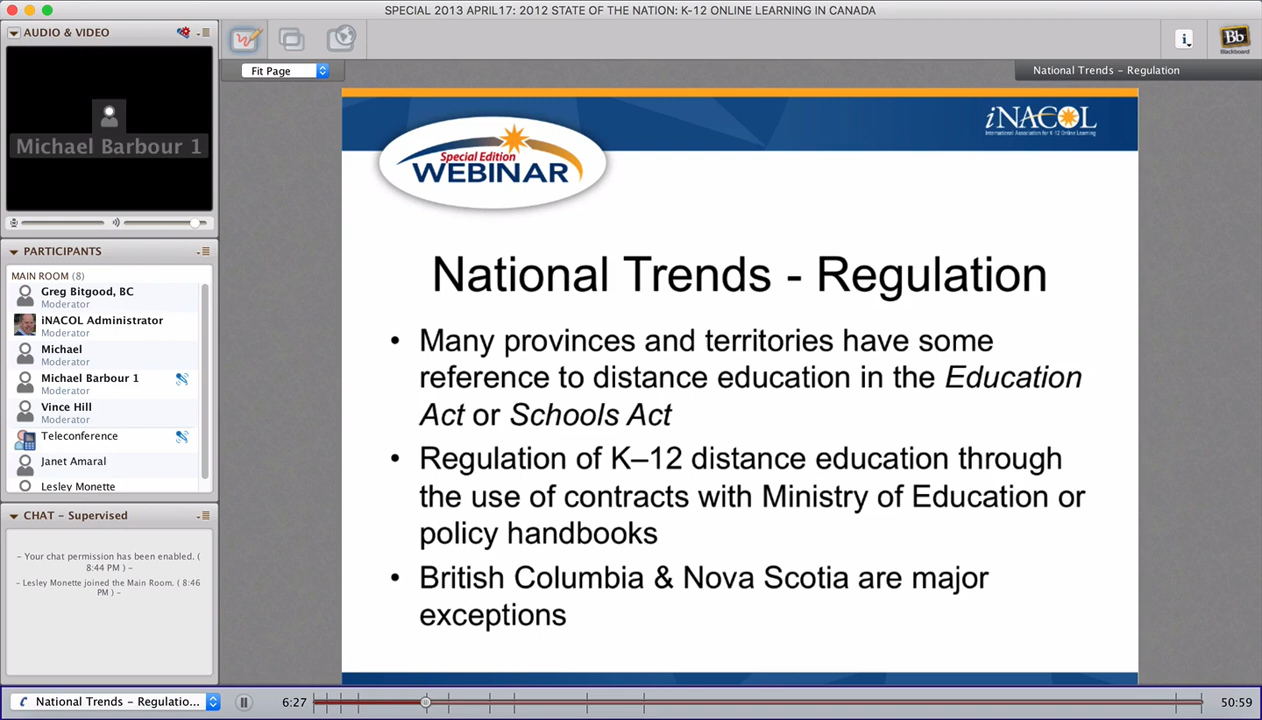 SPECIAL 2013 APRIL17: 2012 STATE OF THE NATION: K-12 ONLINE LEARNING IN CANADA
AUDIO & VIDEO
Michael Barbour 1
PARTICIPANTS
MAIN ROOM (8)
Greg Bitgood, BC
Moderator
iNACOL Administrator
Moderator
Michael
Moderator
Michael Barbour 1
Moderator
Vince Hill
Moderator
Teleconference
Janet Amaral
Lesley Monette
CHAT – Supervised
– Your chat permission has been enabled. (
8:44 PM ) –
– Lesley Monette joined the Main Room. ( 8:46
PM ) –
Fit Page
i
Bb
Blackboard
National Trends – Regulation
iNACOL
International Association for K-12 Online Learning
Special Edition
WEBINAR
National Trends - Regulation
• Many provinces and territories have some
reference to distance education in the Education
Act or Schools Act
• Regulation of K–12 distance education through
the use of contracts with Ministry of Education or
policy handbooks
• British Columbia & Nova Scotia are major
exceptions
National Trends – Regulatio...
6:27
50:59